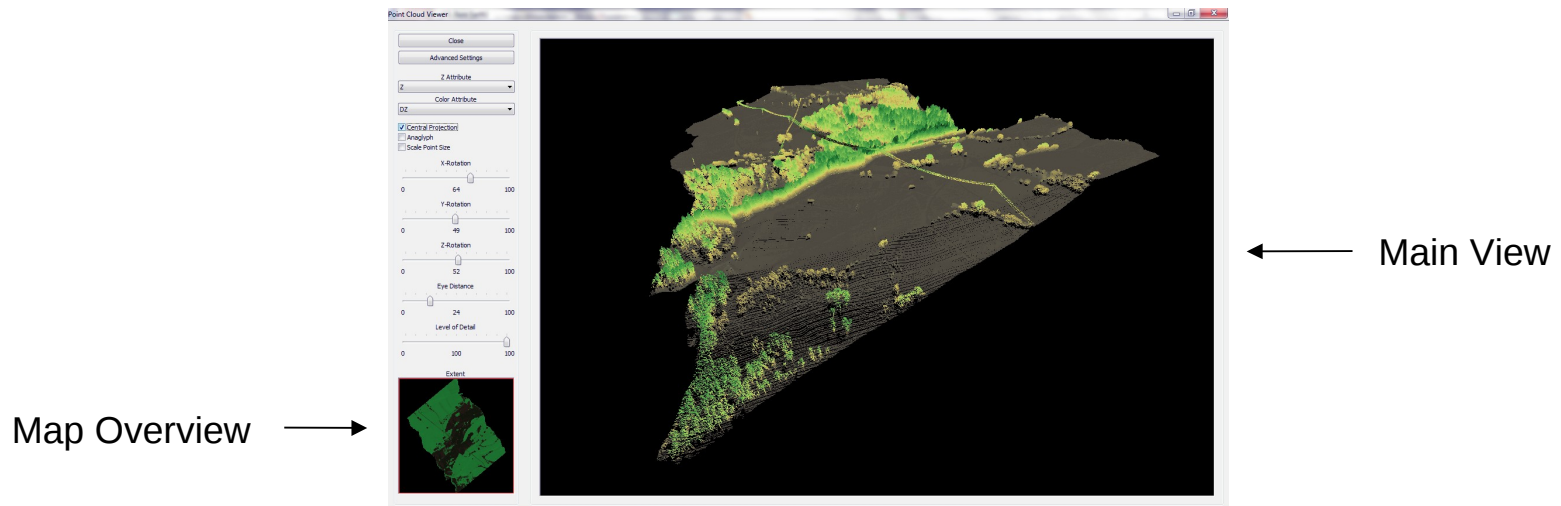 Point Cloud Viewer
Close
Advanced Settings
Z Attribute
Z
Color Attribute
DZ
Central Projection
Anaglyph
Scale Point Size
X-Rotation
0 64 100
Y-Rotation
0 49 100
Z-Rotation
0 52 100
Eye Distance
0 24 100
Level of Detail
0 100 100
Extent
Main View
Map Overview